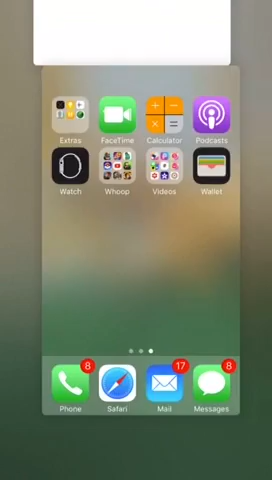 Extras FaceTime Calculator Podcasts
Watch Whoop Videos Wallet
8 17 8
Phone Safari Mail Messages